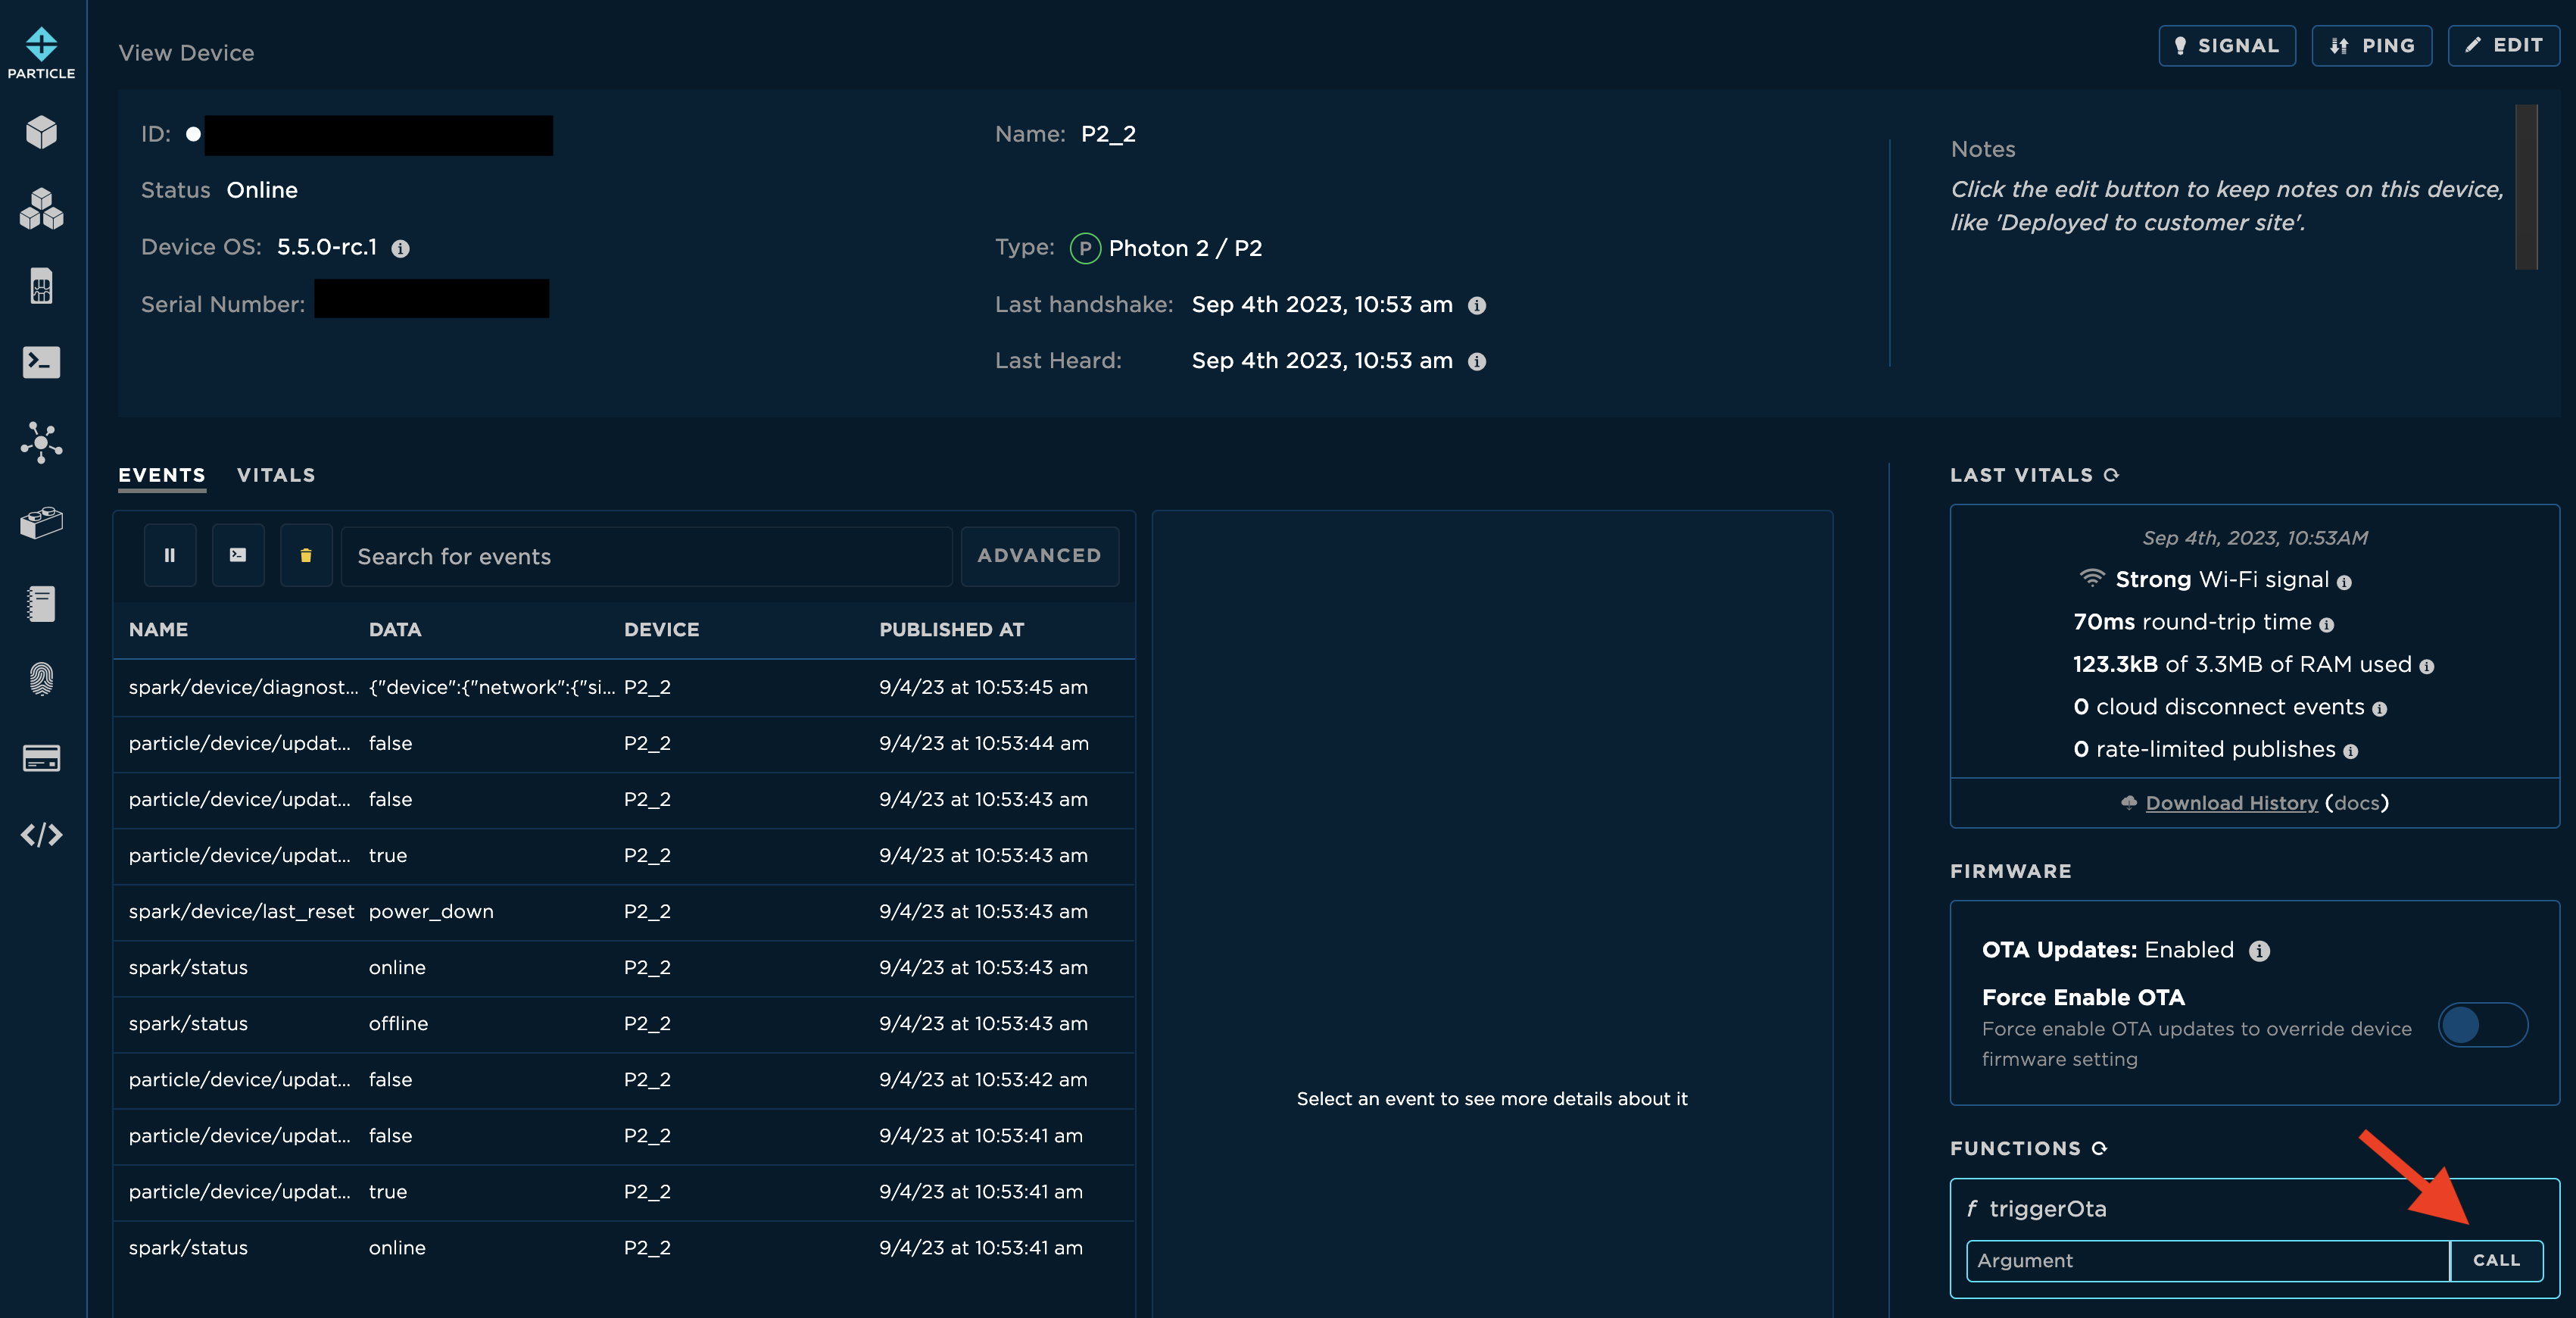 PARTICLE
View Device
SIGNAL
PING
EDIT
ID:
Name: P2_2
Status Online
Device OS: 5.5.0-rc.1
Type: P Photon 2 / P2
Serial Number:
Last handshake: Sep 4th 2023, 10:53 am
Last Heard: Sep 4th 2023, 10:53 am
Notes
Click the edit button to keep notes on this device,
like 'Deployed to customer site'.
EVENTS VITALS
Search for events
ADVANCED
NAME DATA DEVICE PUBLISHED AT
spark/device/diagnost... {"device":{"network":{"si... P2_2 9/4/23 at 10:53:45 am
particle/device/updat... false P2_2 9/4/23 at 10:53:44 am
particle/device/updat... false P2_2 9/4/23 at 10:53:43 am
particle/device/updat... true P2_2 9/4/23 at 10:53:43 am
spark/device/last_reset power_down P2_2 9/4/23 at 10:53:43 am
spark/status online P2_2 9/4/23 at 10:53:43 am
spark/status offline P2_2 9/4/23 at 10:53:43 am
particle/device/updat... false P2_2 9/4/23 at 10:53:42 am
particle/device/updat... false P2_2 9/4/23 at 10:53:41 am
particle/device/updat... true P2_2 9/4/23 at 10:53:41 am
spark/status online P2_2 9/4/23 at 10:53:41 am
Select an event to see more details about it
LAST VITALS
Sep 4th, 2023, 10:53AM
Strong Wi-Fi signal
70ms round-trip time
123.3kB of 3.3MB of RAM used
0 cloud disconnect events
0 rate-limited publishes
Download History (docs)
FIRMWARE
OTA Updates: Enabled
Force Enable OTA
Force enable OTA updates to override device
firmware setting
FUNCTIONS
f triggerOta
Argument
CALL